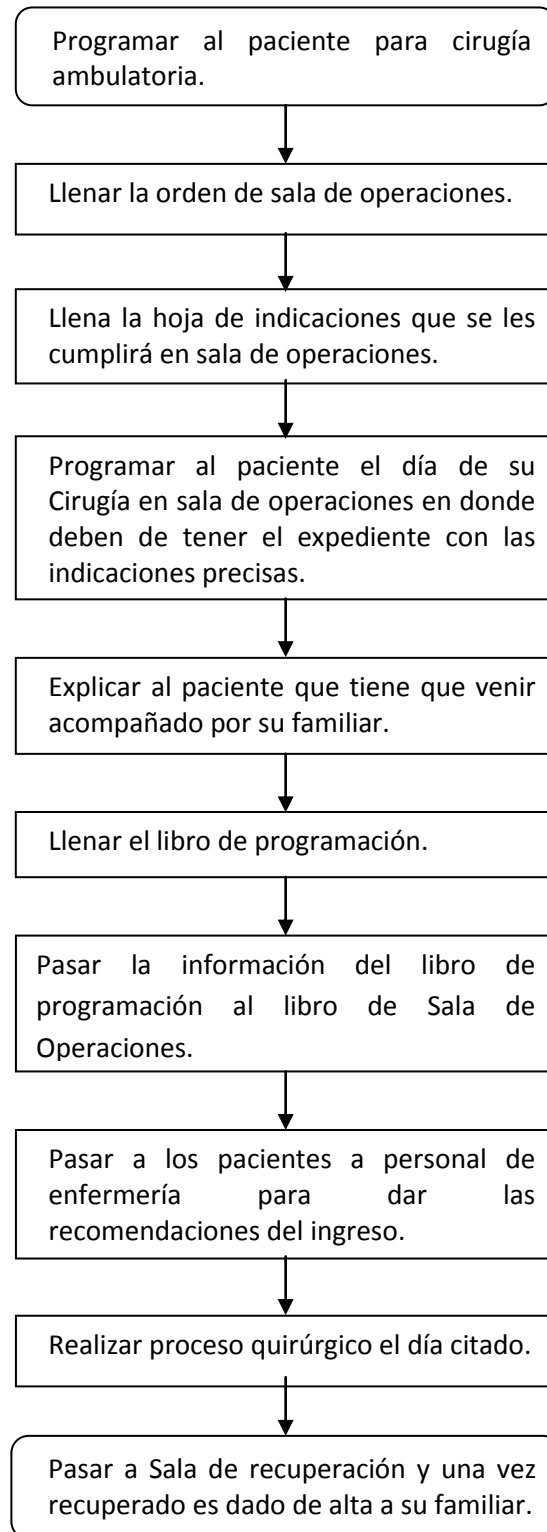 Programar al paciente para cirugía
ambulatoria.
Llenar la orden de sala de operaciones.
Llena la hoja de indicaciones que se les
cumplirá en sala de operaciones.
Programar al paciente el día de su
Cirugía en sala de operaciones en donde
deben de tener el expediente con las
indicaciones precisas.
Explicar al paciente que tiene que venir
acompañado por su familiar.
Llenar el libro de programación.
Pasar la información del libro de
programación al libro de Sala de
Operaciones.
Pasar a los pacientes a personal de
enfermería para dar las
recomendaciones del ingreso.
Realizar proceso quirúrgico el día citado.
Pasar a Sala de recuperación y una vez
recuperado es dado de alta a su familiar.